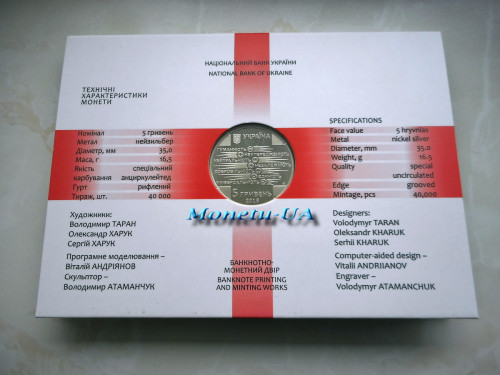 НАЦІОНАЛЬНИЙ БАНК УКРАЇНИ
NATIONAL BANK OF UKRAINE
ТЕХНІЧНІ
ХАРАКТЕРИСТИКИ
МОНЕТИ
Номінал 5 гривень
Метал нейзильбер
Діаметр, мм 35,0
Маса, г 16,5
Якість спеціальний
карбування анциркулейтед
Гурт рифлений
Тираж, шт. 40 000
Художники:
Володимир ТАРАН
Олександр ХАРУК
Сергій ХАРУК
Програмне моделювання –
Віталій АНДРІЯНОВ
Скульптор –
Володимир АТАМАНЧУК
УКРАЇНА
ГУМАННІСТЬ
НЕУПЕРЕДЖЕНІСТЬ
5 ГРИВЕНЬ
2018
Monetu-UA
БАНКНОТНО-
МОНЕТНИЙ ДВІР
BANKNOTE PRINTING
AND MINTING WORKS
SPECIFICATIONS
Face value 5 hryvnias
Metal nickel silver
Diameter, mm 35.0
Weight, g 16.5
Quality special
uncirculated
Edge grooved
Mintage, pcs 40,000
Designers:
Volodymyr TARAN
Oleksandr KHARUK
Serhii KHARUK
Computer-aided design –
Vitalii ANDRIIANOV
Engraver –
Volodymyr ATAMANCHUK